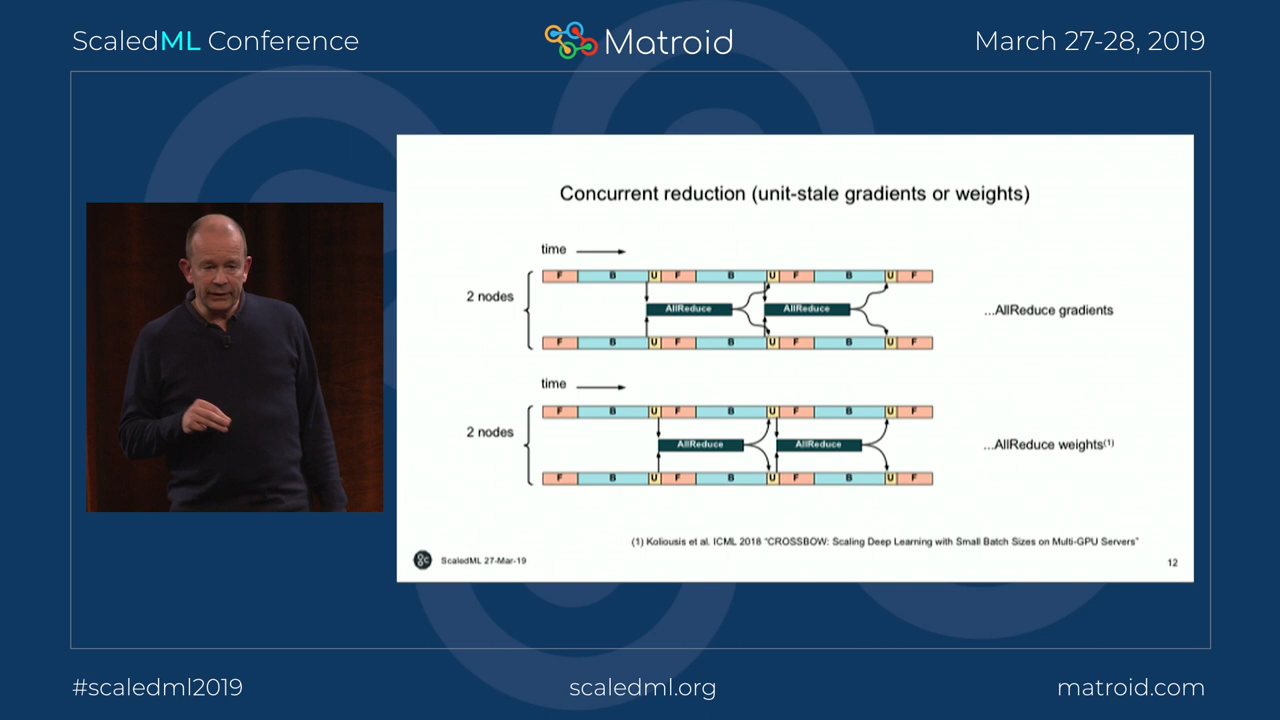 ScaledML Conference
Matroid
March 27-28, 2019
Concurrent reduction (unit-stale gradients or weights)
time
F B U F B U F B U F
2 nodes
AllReduce AllReduce
...AllReduce gradients
F B U F B U F B U F
time
F B U F B U F B U F
2 nodes
AllReduce AllReduce
...AllReduce weights(1)
F B U F B U F B U F
(1) Koliousis et al. ICML 2018 "CROSSBOW: Scaling Deep Learning with Small Batch Sizes on Multi-GPU Servers"
ScaledML 27-Mar-19
12
#scaledml2019
scaledml.org
matroid.com